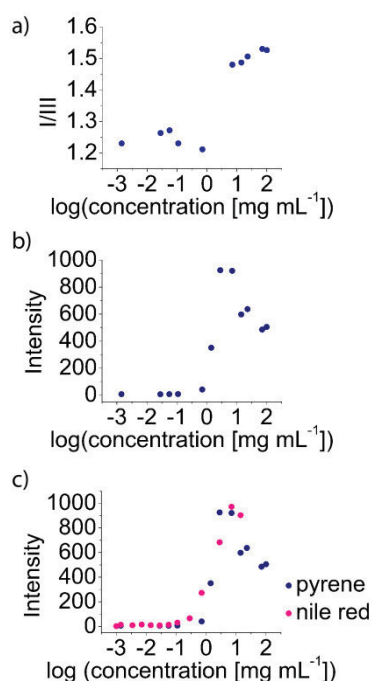 a)
1.6
1.5
1.4
1.3
1.2
I/III
-3 -2 -1 0 1 2
log(concentration [mg mL⁻¹])
b)
1000
800
600
400
200
0
Intensity
-3 -2 -1 0 1 2
log(concentration [mg mL⁻¹])
c)
1000
800
600
400
200
0
Intensity
pyrene
nile red
-3 -2 -1 0 1 2
log (concentration [mg mL⁻¹])